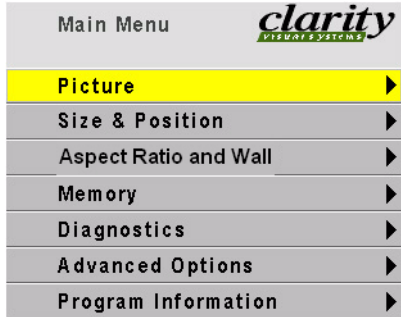 Main Menu
clarity
VISUAL SYSTEMS
Picture
Size & Position
Aspect Ratio and Wall
Memory
Diagnostics
Advanced Options
Program Information